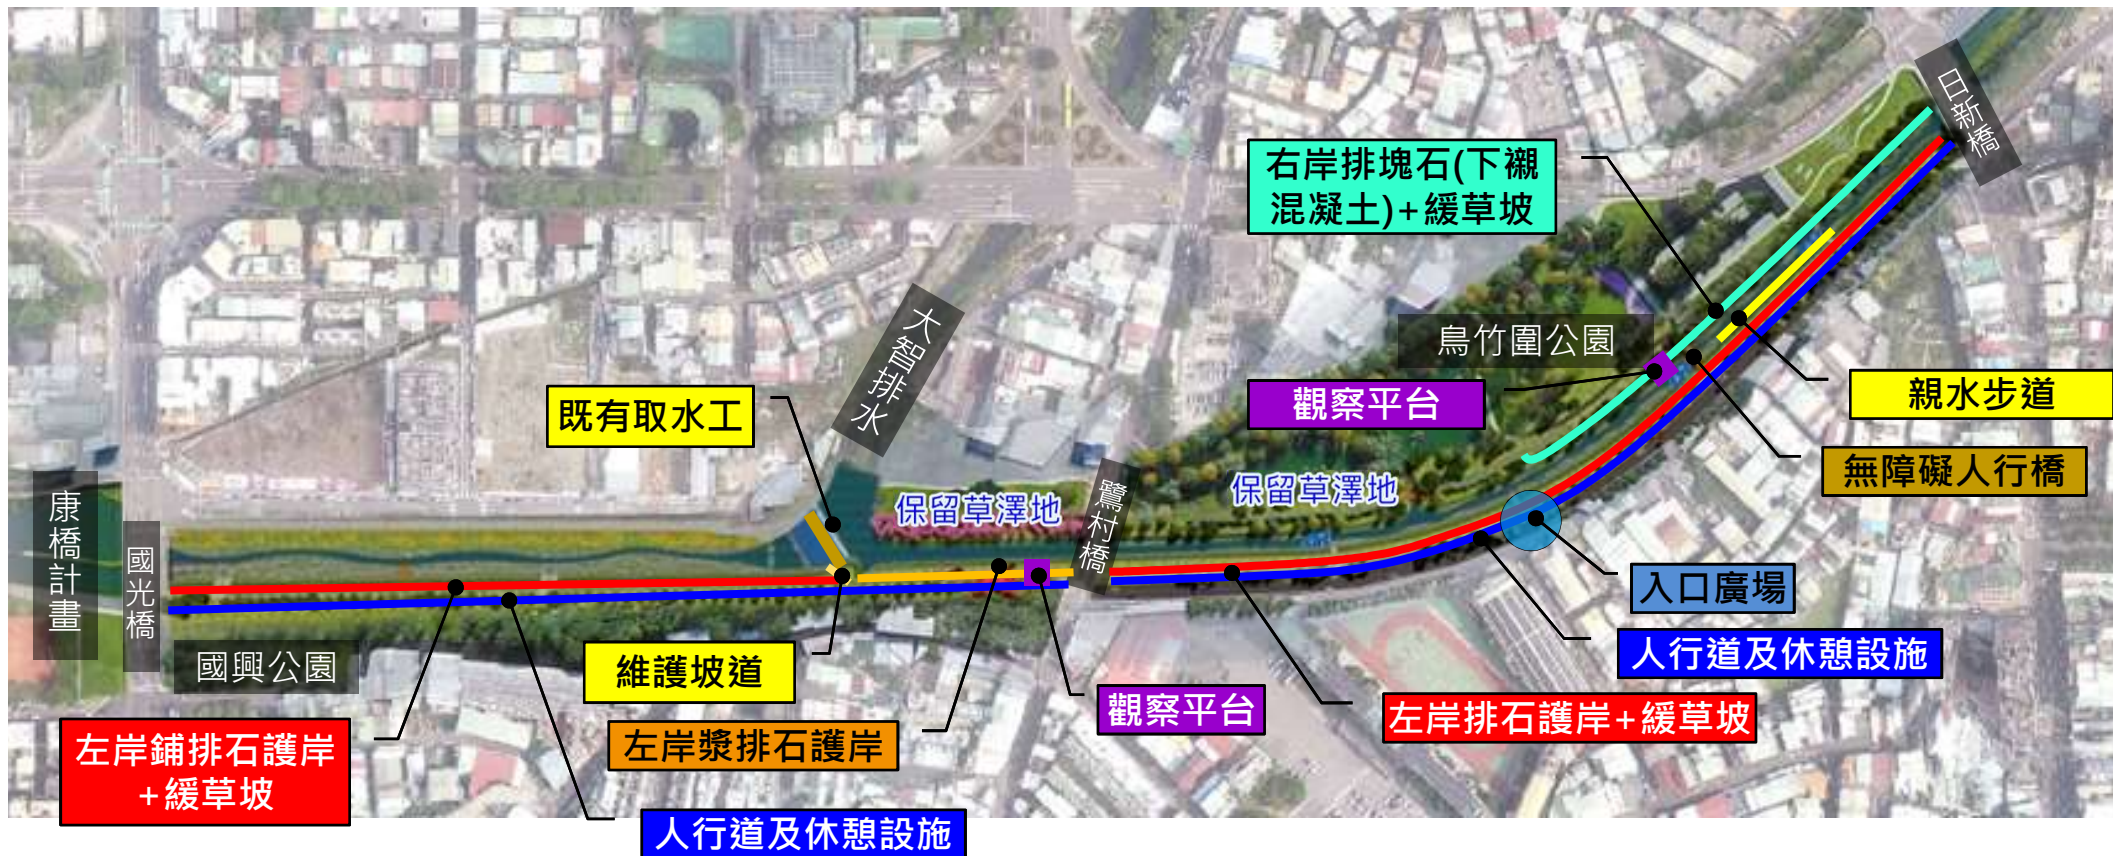 日新橋
右岸排塊石(下襯
混凝土)+緩草坡
大智排水
鳥竹圍公園
觀察平台
親水步道
既有取水工
無障礙人行橋
保留草澤地
保留草澤地
鷺村橋
康橋計畫
國光橋
入口廣場
人行道及休憩設施
國興公園
維護坡道
觀察平台
左岸排石護岸+緩草坡
左岸漿排石護岸
左岸鋪排石護岸
+緩草坡
人行道及休憩設施